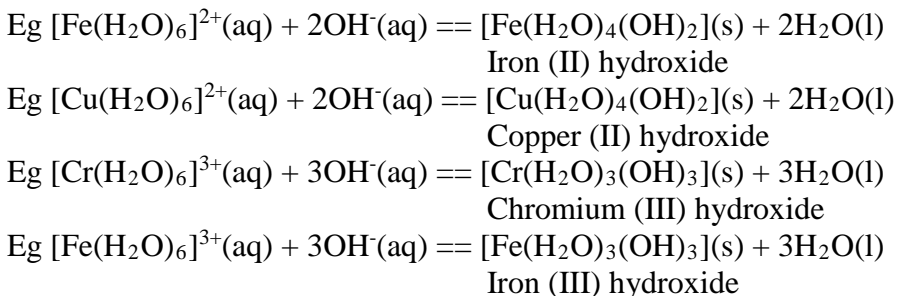 Eg [Fe(H₂O)₆]²⁺(aq) + 2OH⁻(aq) == [Fe(H₂O)₄(OH)₂](s) + 2H₂O(l)
Iron (II) hydroxide
Eg [Cu(H₂O)₆]²⁺(aq) + 2OH⁻(aq) == [Cu(H₂O)₄(OH)₂](s) + 2H₂O(l)
Copper (II) hydroxide
Eg [Cr(H₂O)₆]³⁺(aq) + 3OH⁻(aq) == [Cr(H₂O)₃(OH)₃](s) + 3H₂O(l)
Chromium (III) hydroxide
Eg [Fe(H₂O)₆]³⁺(aq) + 3OH⁻(aq) == [Fe(H₂O)₃(OH)₃](s) + 3H₂O(l)
Iron (III) hydroxide